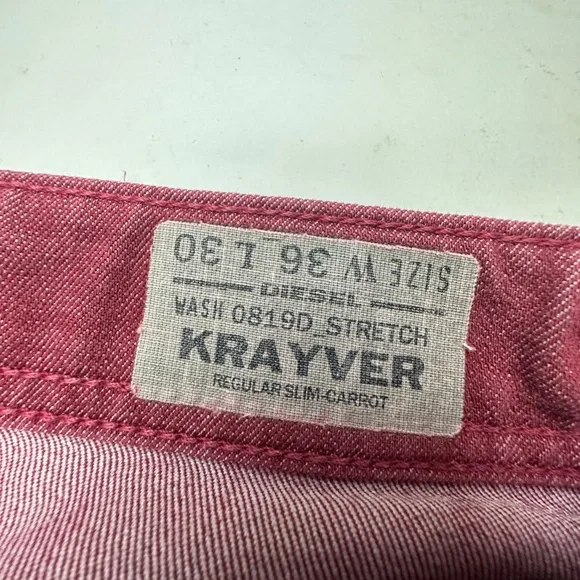 SIZE W 36 L 30
DIESEL
WASH 0819D STRETCH
KRAYVER
REGULAR SLIM-CARROT